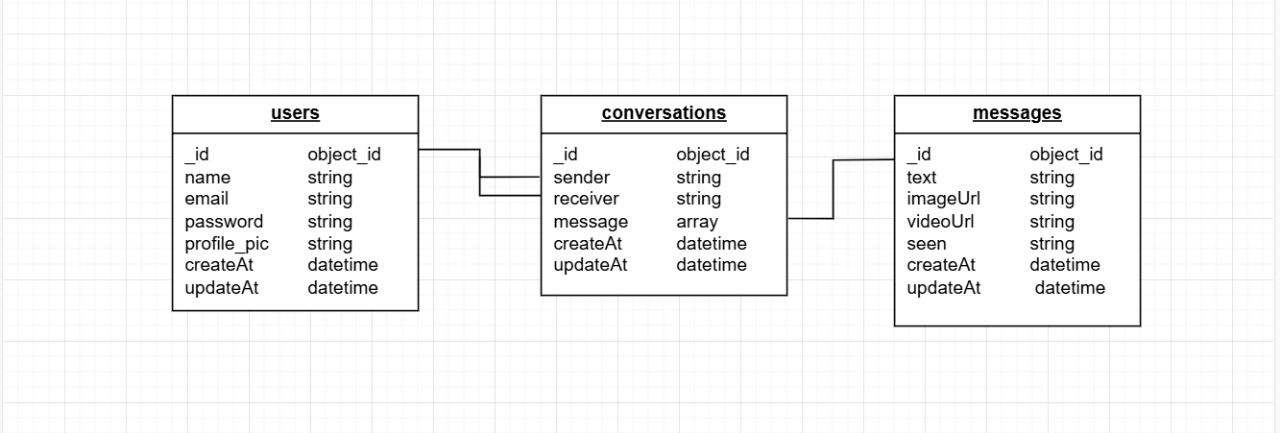 users
_id object_id
name string
email string
password string
profile_pic string
createAt datetime
updateAt datetime
conversations
_id object_id
sender string
receiver string
message array
createAt datetime
updateAt datetime
messages
_id object_id
text string
imageUrl string
videoUrl string
seen string
createAt datetime
updateAt datetime